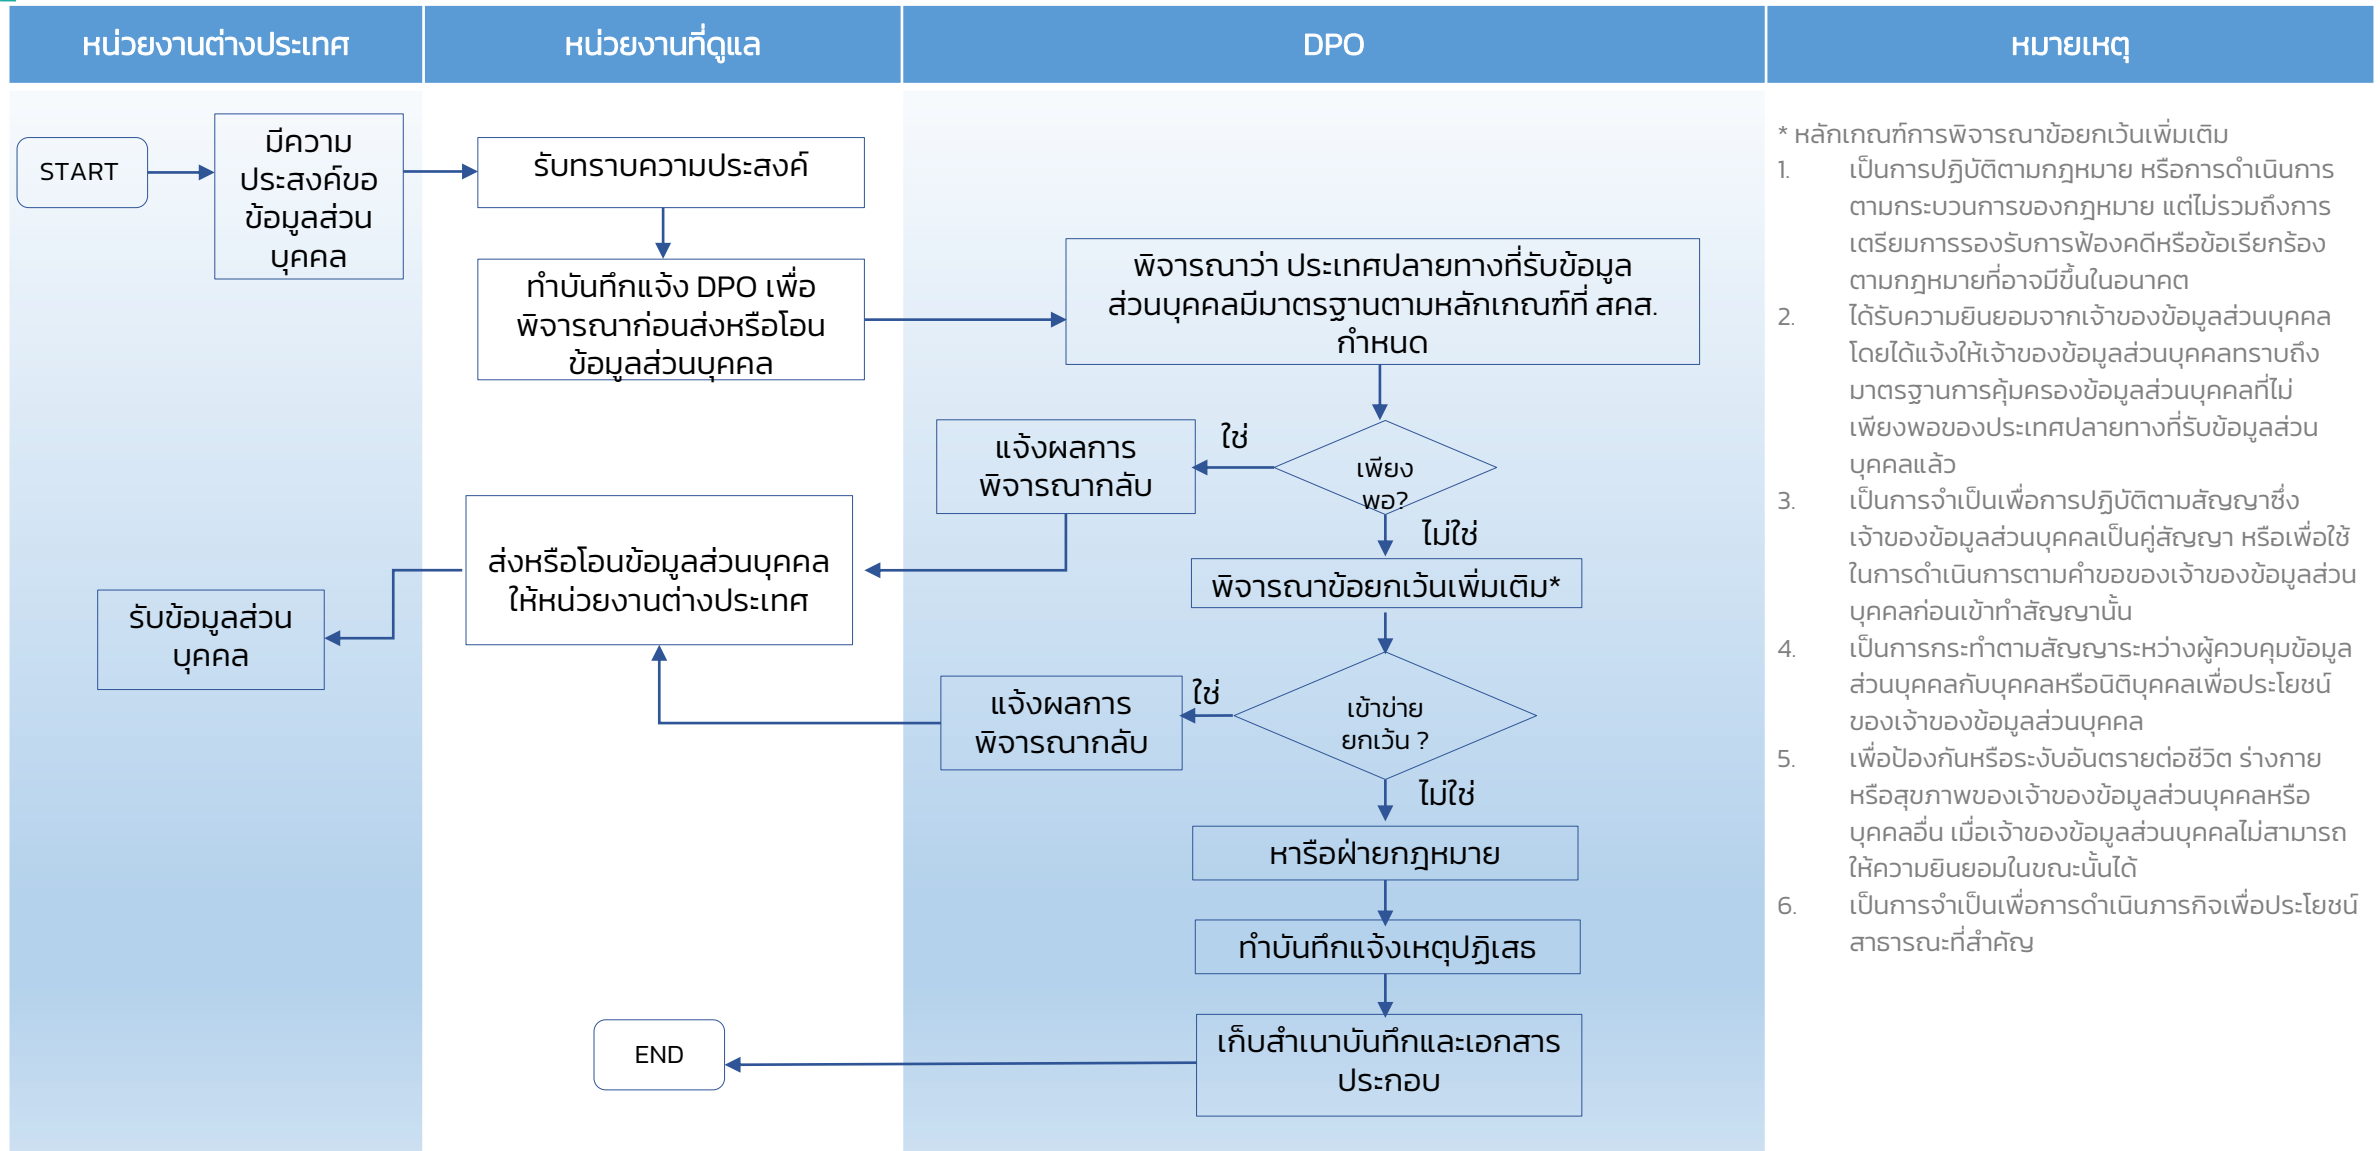 หน่วยงานต่างประเทศ
หน่วยงานที่ดูแล
DPO
หมายเหตุ
START
มีความ
ประสงค์ขอ
ข้อมูลส่วน
บุคคล
รับทราบความประสงค์
ทำบันทึกแจ้ง DPO เพื่อ
พิจารณาก่อนส่งหรือโอน
ข้อมูลส่วนบุคคล
พิจารณาว่า ประเทศปลายทางที่รับข้อมูล
ส่วนบุคคลมีมาตรฐานตามหลักเกณฑ์ที่ สคส.
กำหนด
เพียง
พอ?
ใช่
แจ้งผลการ
พิจารณากลับ
ไม่ใช่
ส่งหรือโอนข้อมูลส่วนบุคคล
ให้หน่วยงานต่างประเทศ
รับข้อมูลส่วน
บุคคล
พิจารณาข้อยกเว้นเพิ่มเติม*
เข้าข่าย
ยกเว้น ?
ใช่
แจ้งผลการ
พิจารณากลับ
ไม่ใช่
หารือฝ่ายกฎหมาย
ทำบันทึกแจ้งเหตุปฏิเสธ
เก็บสำเนาบันทึกและเอกสาร
ประกอบ
END
* หลักเกณฑ์การพิจารณาข้อยกเว้นเพิ่มเติม
1. เป็นการปฏิบัติตามกฎหมาย หรือการดำเนินการ
ตามกระบวนการของกฎหมาย แต่ไม่รวมถึงการ
เตรียมการรองรับการฟ้องคดีหรือข้อเรียกร้อง
ตามกฎหมายที่อาจมีขึ้นในอนาคต
2. ได้รับความยินยอมจากเจ้าของข้อมูลส่วนบุคคล
โดยได้แจ้งให้เจ้าของข้อมูลส่วนบุคคลทราบถึง
มาตรฐานการคุ้มครองข้อมูลส่วนบุคคลที่ไม่
เพียงพอของประเทศปลายทางที่รับข้อมูลส่วน
บุคคลแล้ว
3. เป็นการจำเป็นเพื่อการปฏิบัติตามสัญญาซึ่ง
เจ้าของข้อมูลส่วนบุคคลเป็นคู่สัญญา หรือเพื่อใช้
ในการดำเนินการตามคำขอของเจ้าของข้อมูลส่วน
บุคคลก่อนเข้าทำสัญญานั้น
4. เป็นการกระทำตามสัญญาระหว่างผู้ควบคุมข้อมูล
ส่วนบุคคลกับบุคคลหรือนิติบุคคลเพื่อประโยชน์
ของเจ้าของข้อมูลส่วนบุคคล
5. เพื่อป้องกันหรือระงับอันตรายต่อชีวิต ร่างกาย
หรือสุขภาพของเจ้าของข้อมูลส่วนบุคคลหรือ
บุคคลอื่น เมื่อเจ้าของข้อมูลส่วนบุคคลไม่สามารถ
ให้ความยินยอมในขณะนั้นได้
6. เป็นการจำเป็นเพื่อการดำเนินภารกิจเพื่อประโยชน์
สาธารณะที่สำคัญ